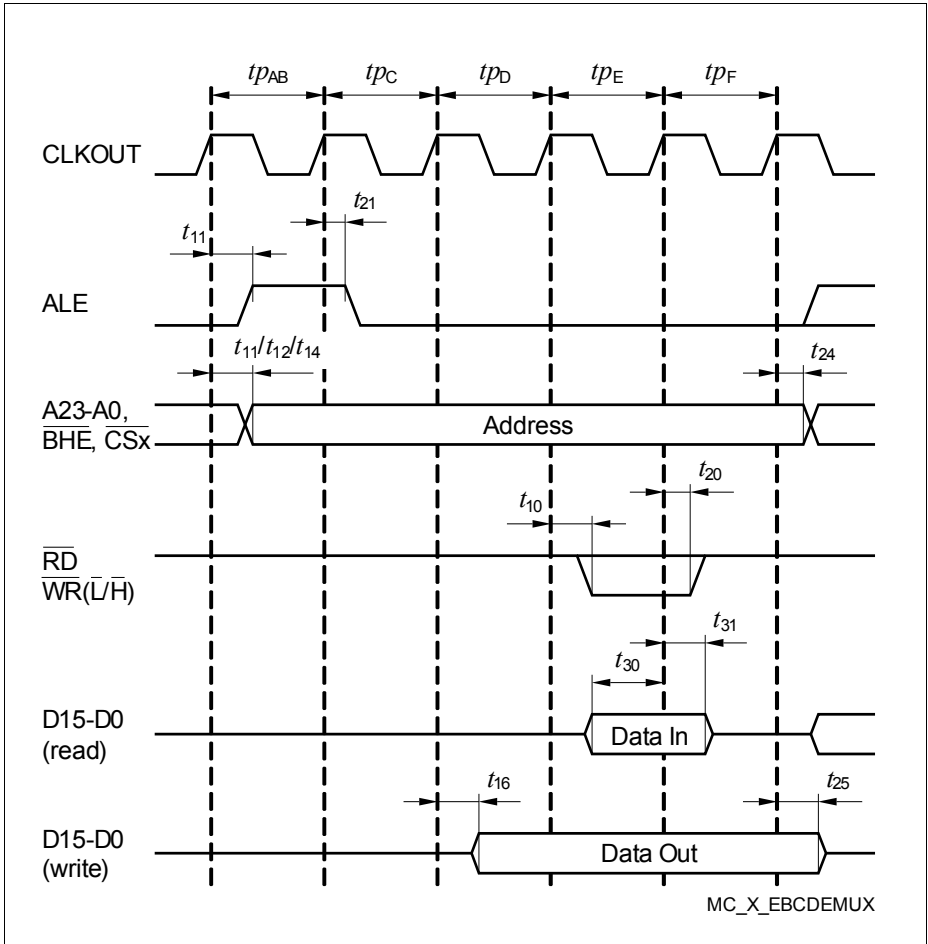 tpAB tpC tpD tpE tpF
CLKOUT
t21
t11
ALE
t11/t12/t14
t24
A23-A0,
BHE, CSx
Address
t20
t10
RD
WR(L/H)
t31
t30
D15-D0
(read)
Data In
t16
t25
D15-D0
(write)
Data Out
MC_X_EBCDEMUX